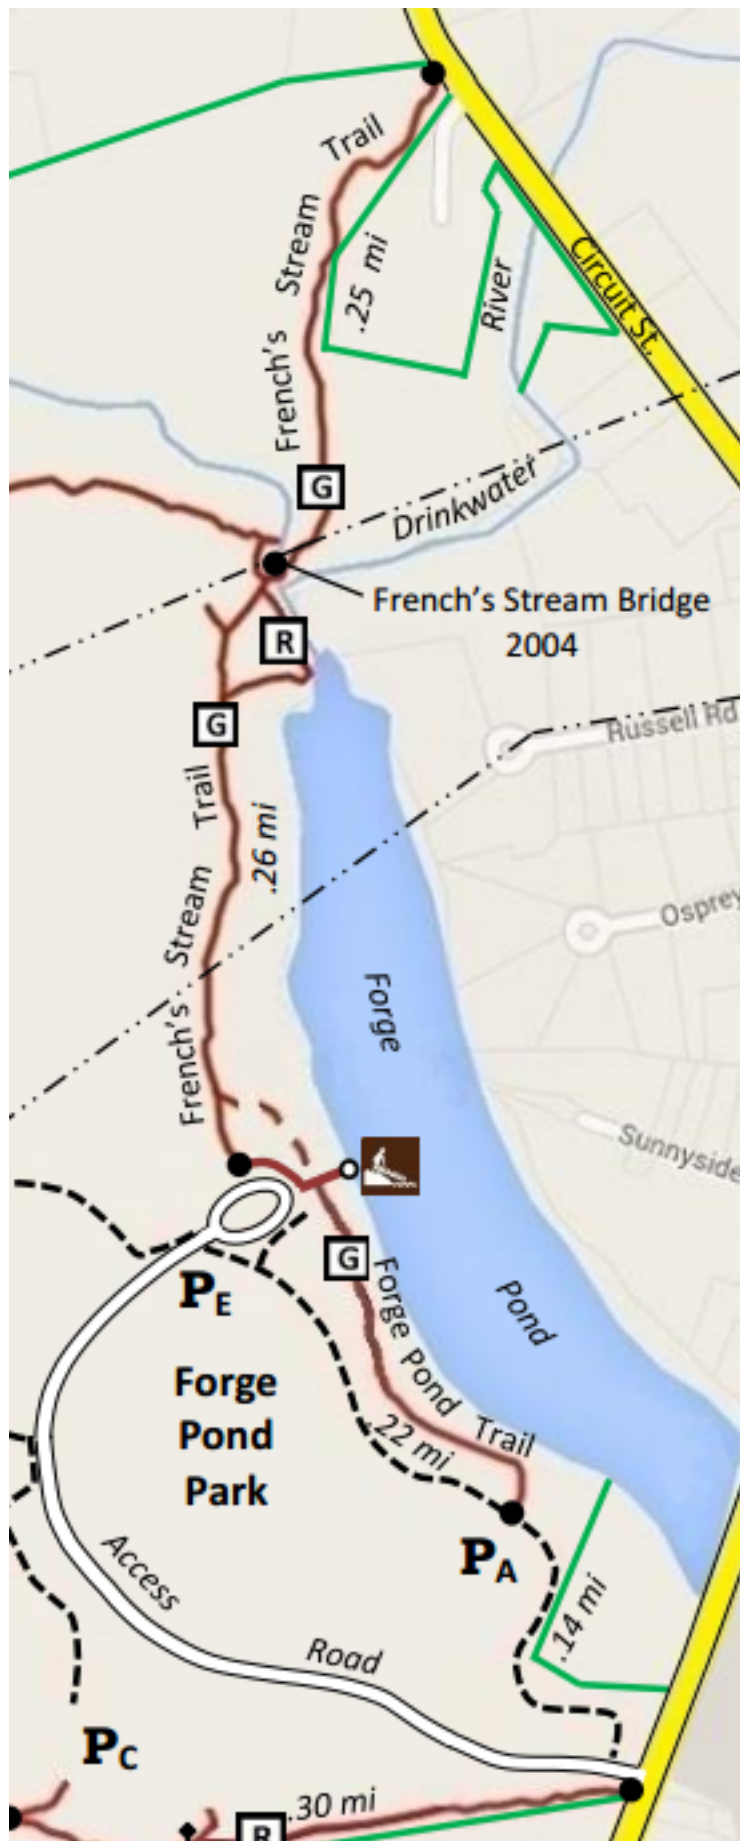 French's Stream Trail
.25 mi
River
Circuit St.
G
Drinkwater
French's Stream Bridge
2004
R
G
Russell Rd
French's Stream Trail
.26 mi
Osprey
Forge
Sunnyside
G
Forge Pond Trail
Pond
PE
Forge
Pond
Park
.22 mi
PA
Access Road
.14 mi
PC
.30 mi
R